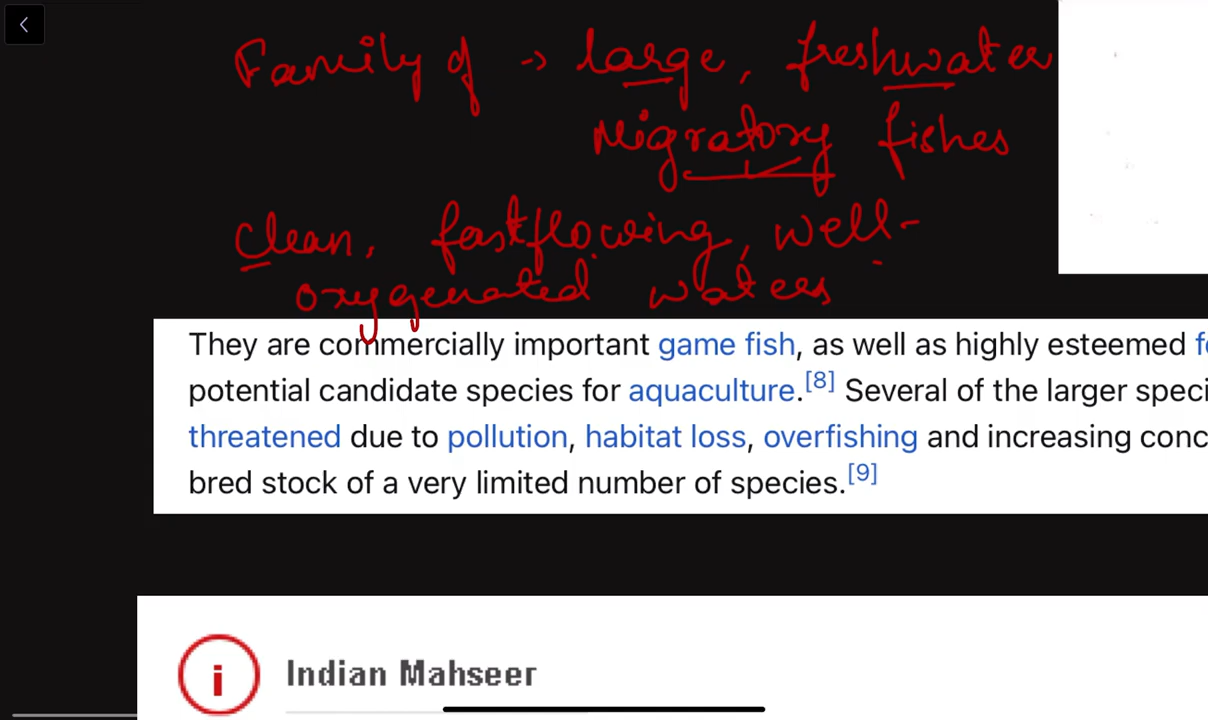 Family of → large, freshwater
Migratory fishes
clean, fastflowing, well-
oxygenated waters
They are commercially important game fish, as well as highly esteemed
potential candidate species for aquaculture.[8] Several of the larger
threatened due to pollution, habitat loss, overfishing and increasing
bred stock of a very limited number of species.[9]
i Indian Mahseer